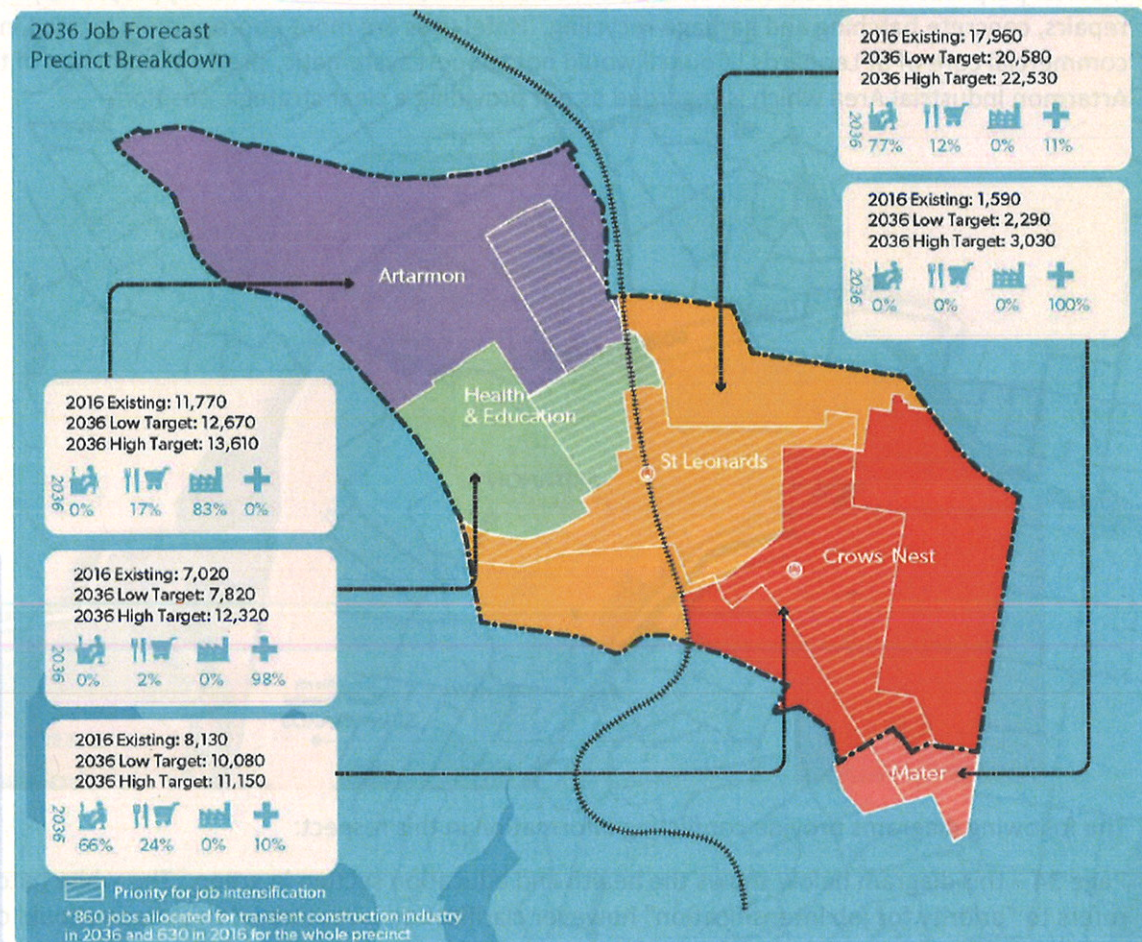 2036 Job Forecast
Precinct Breakdown
2016 Existing: 17,960
2036 Low Target: 20,580
2036 High Target: 22,530
2036
77% 12% 0% 11%
2016 Existing: 1,590
2036 Low Target: 2,290
2036 High Target: 3,030
2036
0% 0% 0% 100%
Artarmon
Health
& Education
St Leonards
Crows Nest
Mater
2016 Existing: 11,770
2036 Low Target: 12,670
2036 High Target: 13,610
2036
0% 17% 83% 0%
2016 Existing: 7,020
2036 Low Target: 7,820
2036 High Target: 12,320
2036
0% 2% 0% 98%
2016 Existing: 8,130
2036 Low Target: 10,080
2036 High Target: 11,150
2036
66% 24% 0% 10%
Priority for job intensification
*860 jobs allocated for transient construction industry
in 2036 and 630 in 2016 for the whole precinct